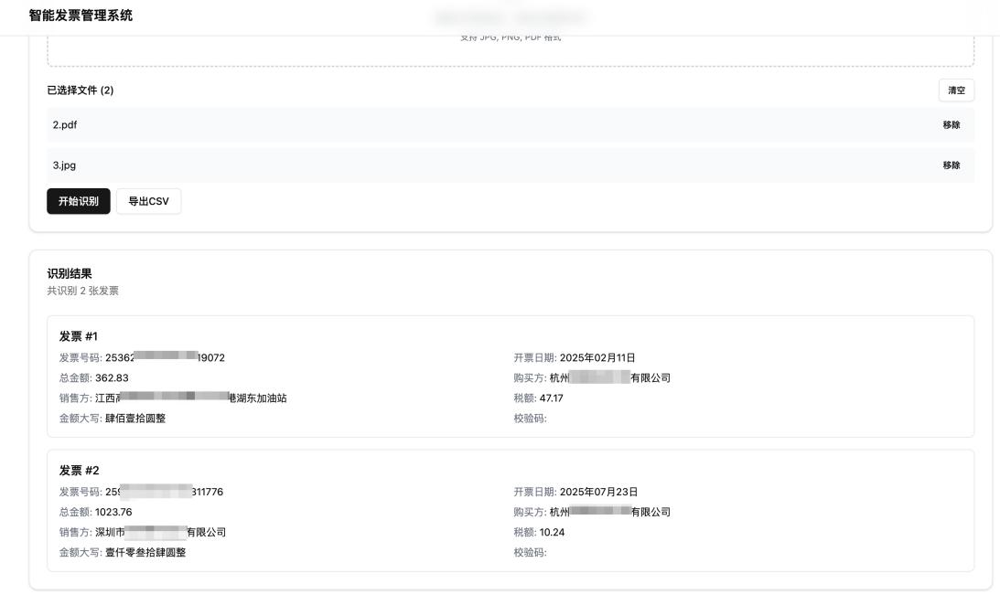 智能发票管理系统
支持 JPG, PNG, PDF 格式
已选择文件 (2)
清空
2.pdf
移除
3.jpg
移除
开始识别
导出CSV
识别结果
共识别 2 张发票
发票 #1
发票号码: 25362 19072
开票日期: 2025年02月11日
总金额: 362.83
购买方: 杭州 有限公司
销售方: 江西 港湖东加油站
税额: 47.17
金额大写: 肆佰壹拾圆整
校验码:
发票 #2
发票号码: 259 311776
开票日期: 2025年07月23日
总金额: 1023.76
购买方: 杭州 有限公司
销售方: 深圳市 有限公司
税额: 10.24
金额大写: 壹仟零叁拾肆圆整
校验码: